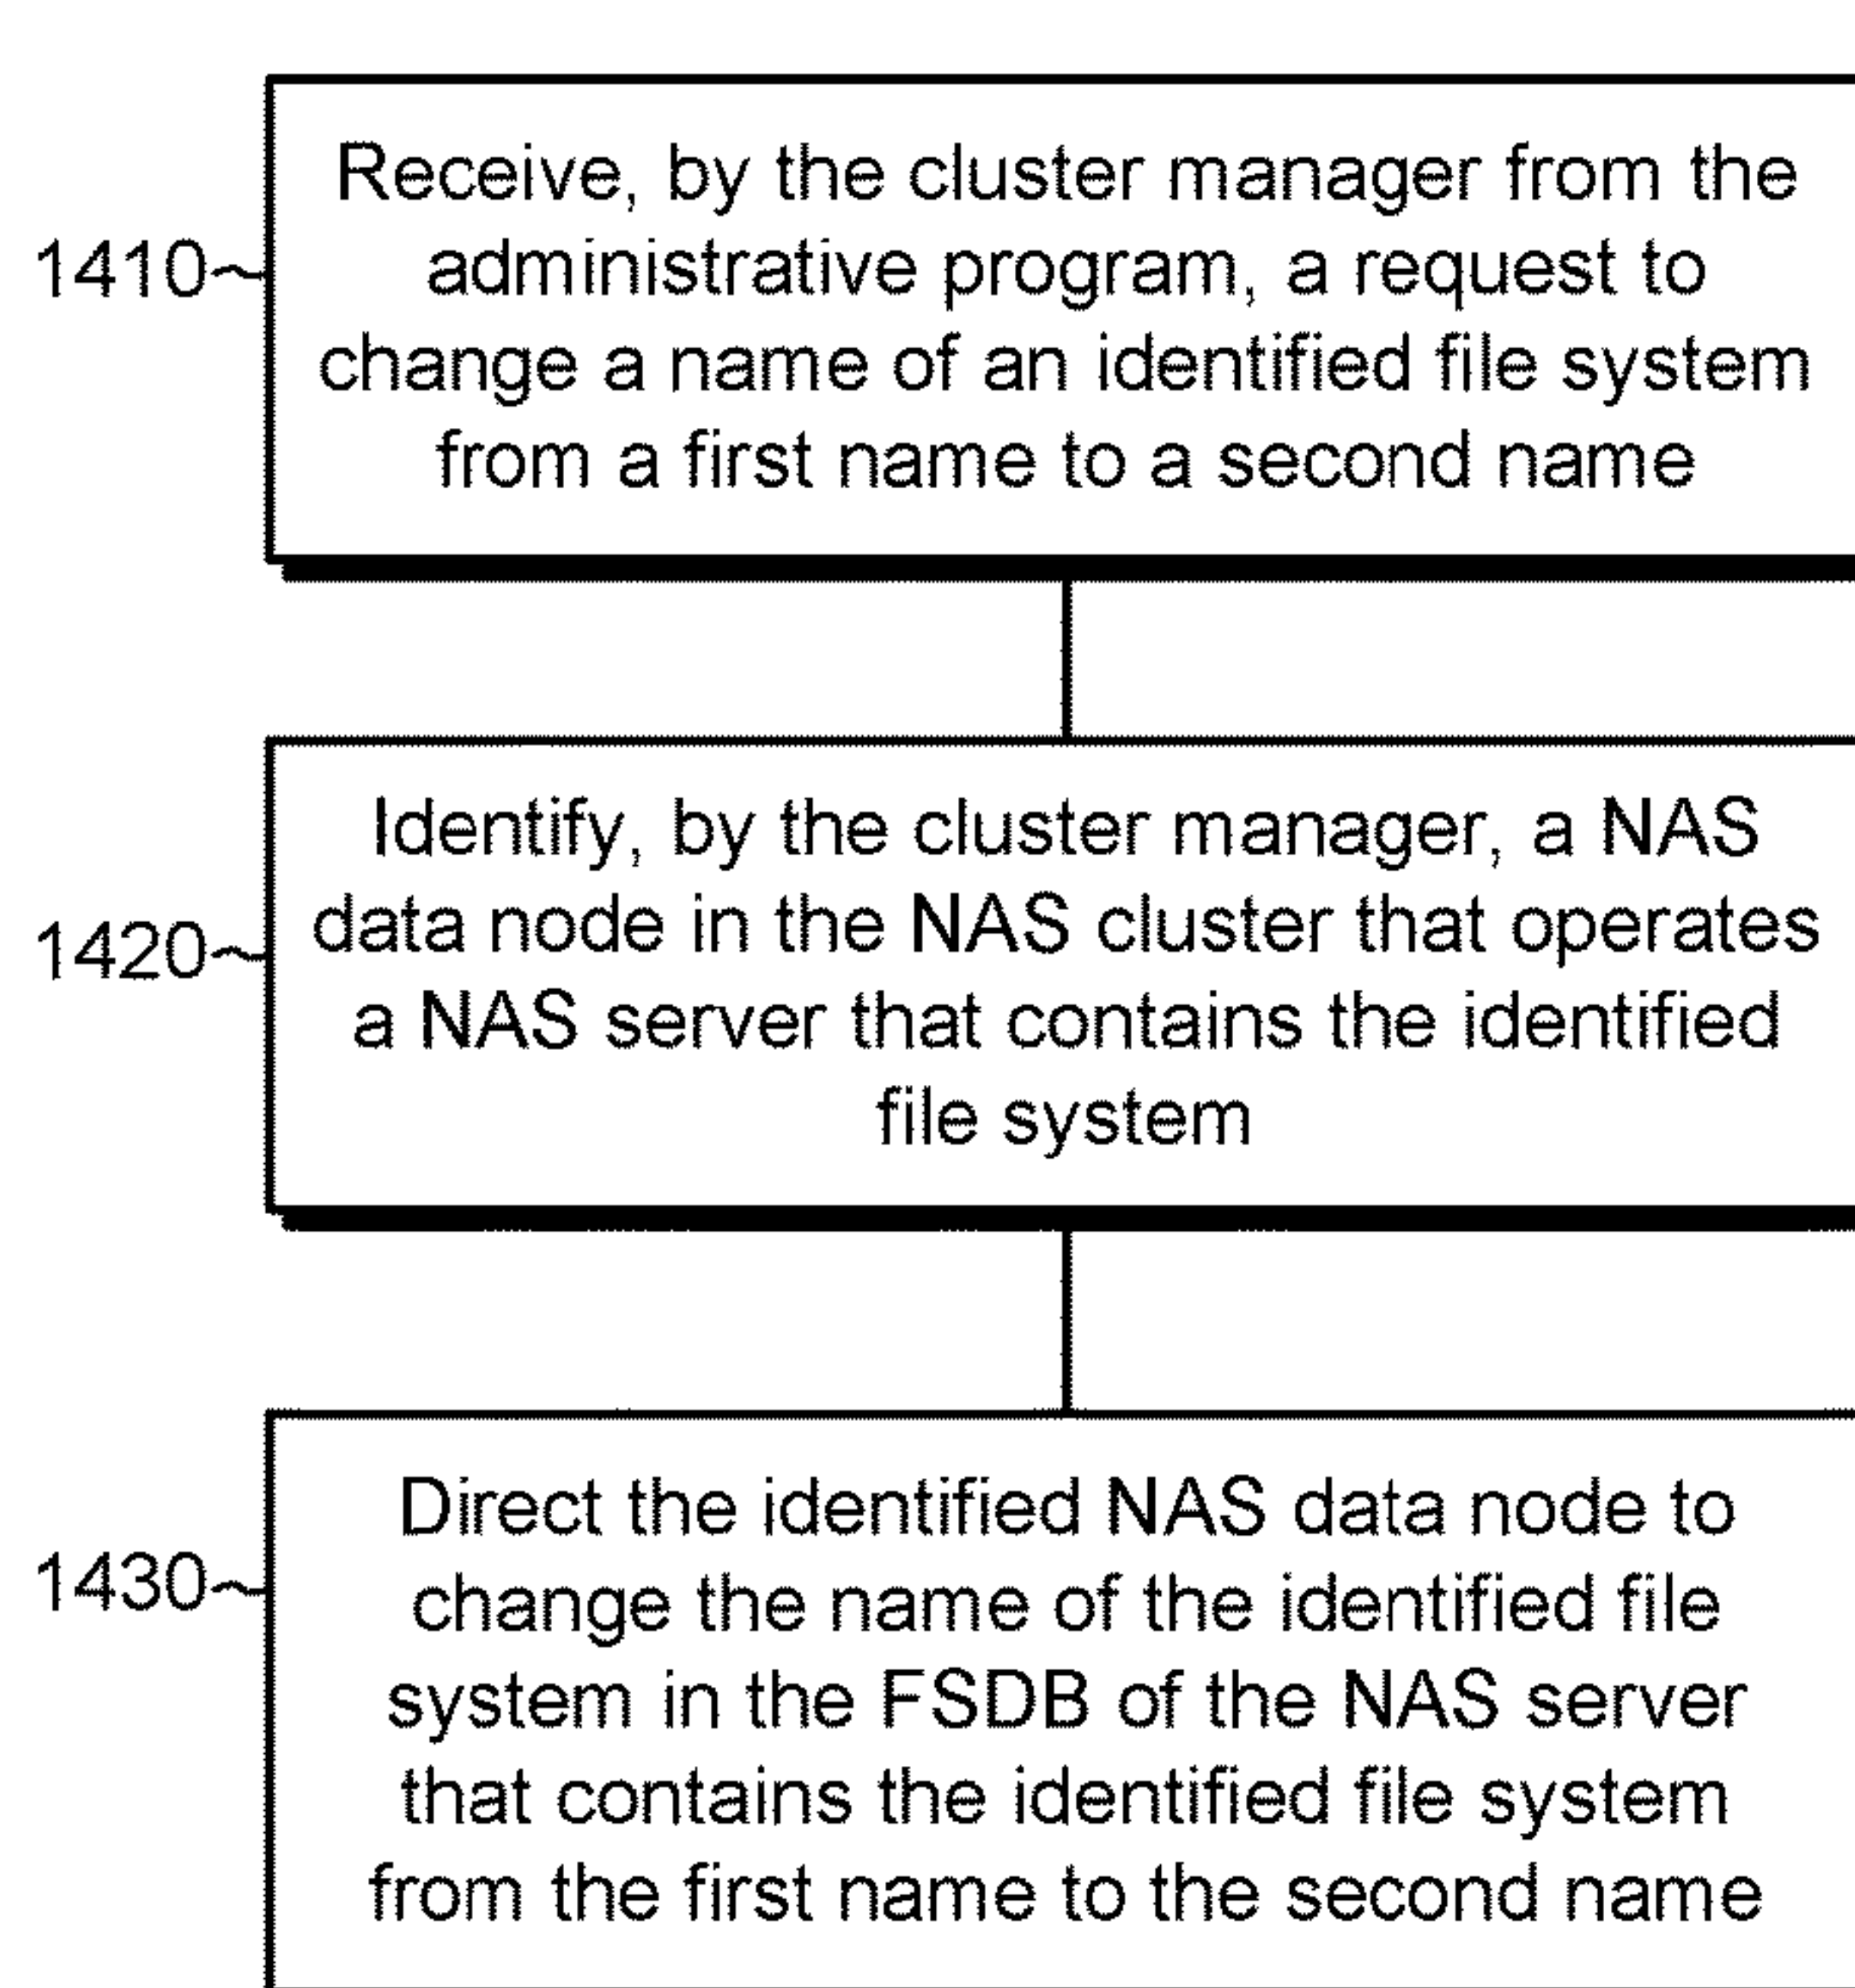 Receive, by the cluster manager from the
1410
administrative program, a request to
change a name of an identified file system
from a first name to a second name
Identify, by the cluster manager, a NAS
data node in the NAS cluster that operates
1420
a NAS server that contains the identified
file system
Direct the identified NAS data node to
1430
change the name of the identified file
system in the FSDB of the NAS server
that contains the identified file system
from the first name to the second name